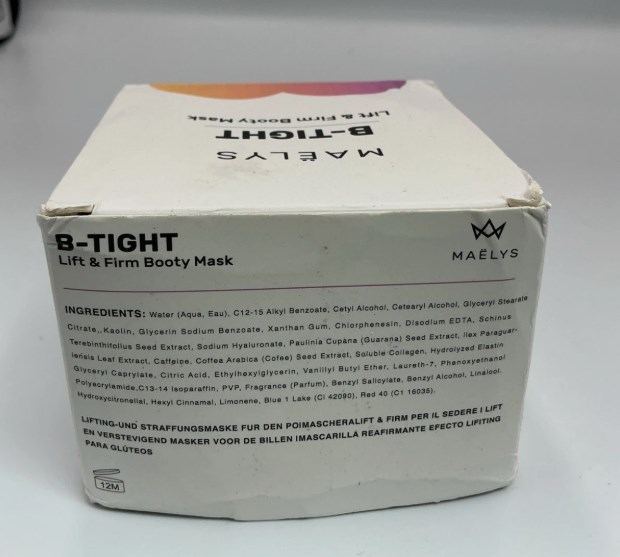 MAËLYS
B-TIGHT
Lift & Firm Booty Mask
B-TIGHT
Lift & Firm Booty Mask
MAËLYS
INGREDIENTS: Water (Aqua, Eau), C12-15 Alkyl Benzoate, Cetyl Alcohol, Cetearyl Alcohol, Glyceryl Stearate
Citrate,,Kaolin, Glycerin Sodium Benzoate, Xanthan Gum, Chlorphenesin, Disodium EDTA, Schinus
Terebinthifolius Seed Extract, Sodium Hyaluronate, Paulinia Cupana (Guarana) Seed Extract, Ilex Paraguar-
iensis Leaf Extract, Caffeice, Coffea Arabica (Cofee) Seed Extract, Soluble Collagen, Hydrolyzed Elastin
Glyceryl Caprylate, Citric Acid, Ethylhexylglycerin, Vanillyl Butyl Ether, Laureth-7, Phenoxyethanol
Polyacrylamide,C13-14 Isoparaffin, PVP, Fragrance (Parfum), Benzyl Salicylate, Benzyl Alcohol, Linalool,
Hydroxycitronellal, Hexyl Cinnamal, Limonene, Blue 1 Lake (CI 42090), Red 40 (C1 16035).
LIFTING-UND STRAFFUNGSMASKE FUR DEN POIMASCHERALIFT & FIRM PER IL SEDERE I LIFT
EN VERSTEVIGEND MASKER VOOR DE BILLEN IMASCARILLA REAFIRMANTE EFECTO LIFITING
PARA GLÚTEOS
12M